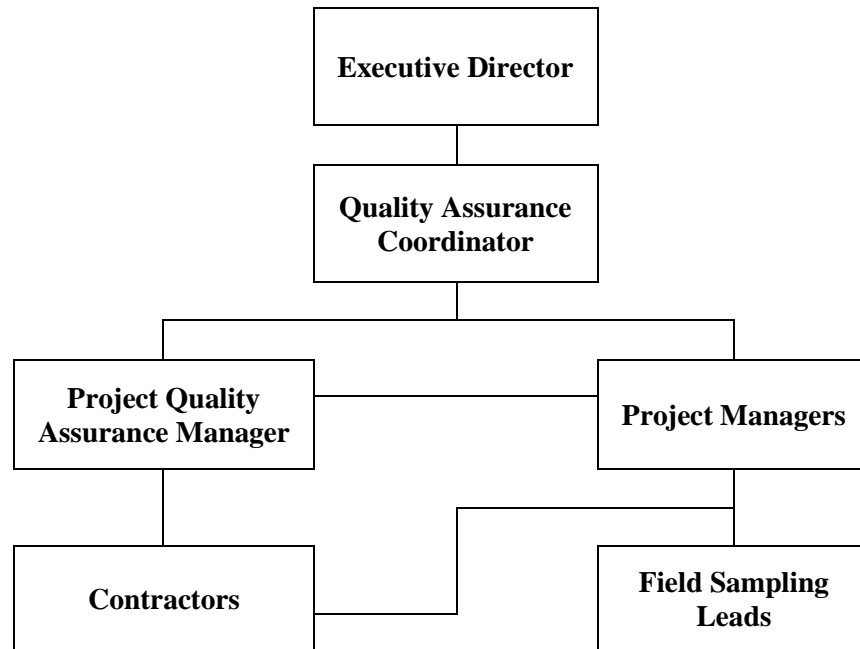 Executive Director
Quality Assurance
Coordinator
Project Quality
Assurance Manager
Project Managers
Contractors
Field Sampling
Leads